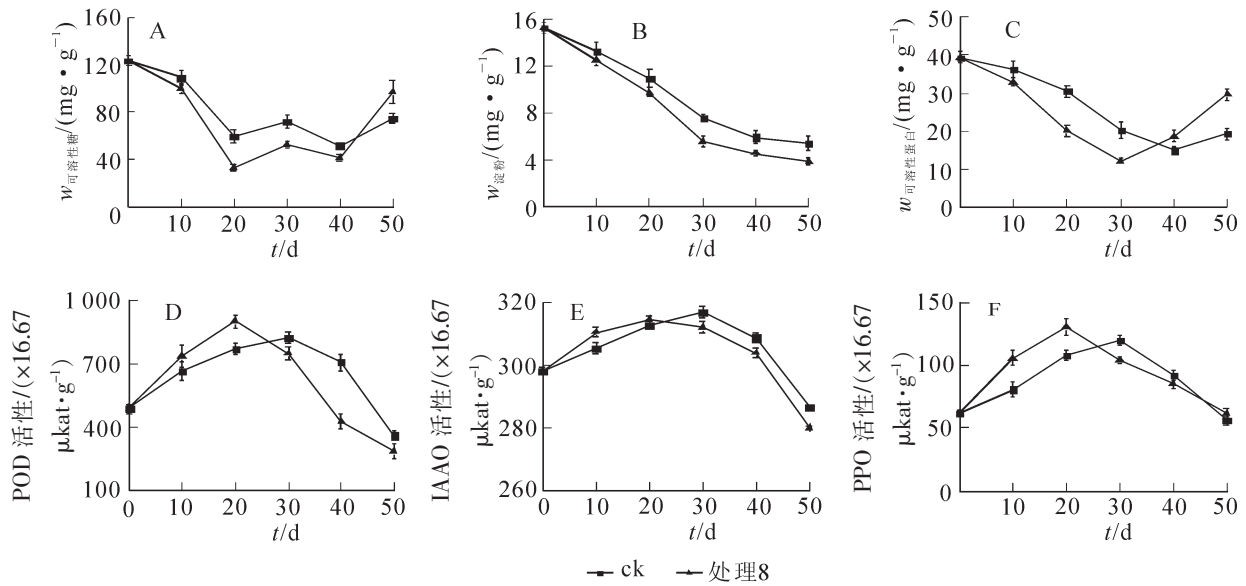 A
w可溶性糖/(mg·g⁻¹)
160
120
80
40
0
10 20 30 40 50
t/d
B
w淀粉/(mg·g⁻¹)
16
12
8
4
0
10 20 30 40 50
t/d
C
w可溶性蛋白/(mg·g⁻¹)
50
40
30
20
10
0
10 20 30 40 50
t/d
D
POD 活性/(×16.67
μkat·g⁻¹)
1 000
700
400
100
0 10 20 30 40 50
t/d
E
IAAO 活性/(×16.67
μkat·g⁻¹)
320
300
280
260
0 10 20 30 40 50
t/d
F
PPO 活性/(×16.67
μkat·g⁻¹)
150
100
50
0
10 20 30 40 50
t/d
ck 处理8